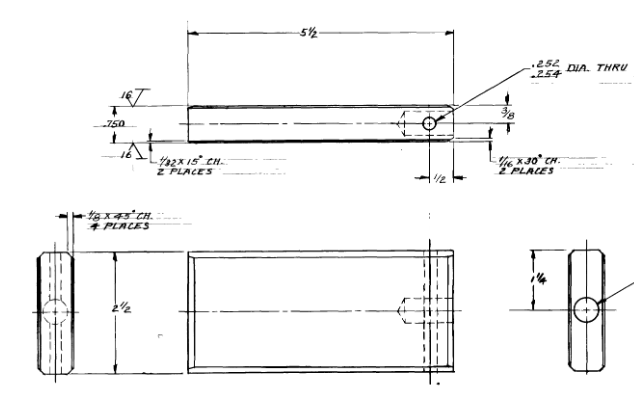 5½
.252 DIA. THRU
.254
16
3/8
.750
16
1/32 X 15° CH.
2 PLACES
1/16 X 30° CH.
2 PLACES
1/2
1/8 X 45° CH.
4 PLACES
2½
1¼